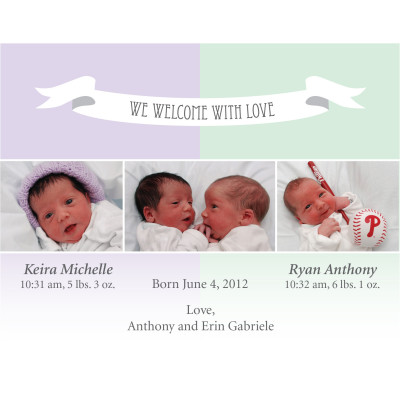 WE WELCOME WITH LOVE
P
Keira Michelle
10:31 am, 5 lbs. 3 oz.
Born June 4, 2012
Ryan Anthony
10:32 am, 6 lbs. 1 oz.
Love,
Anthony and Erin Gabriele